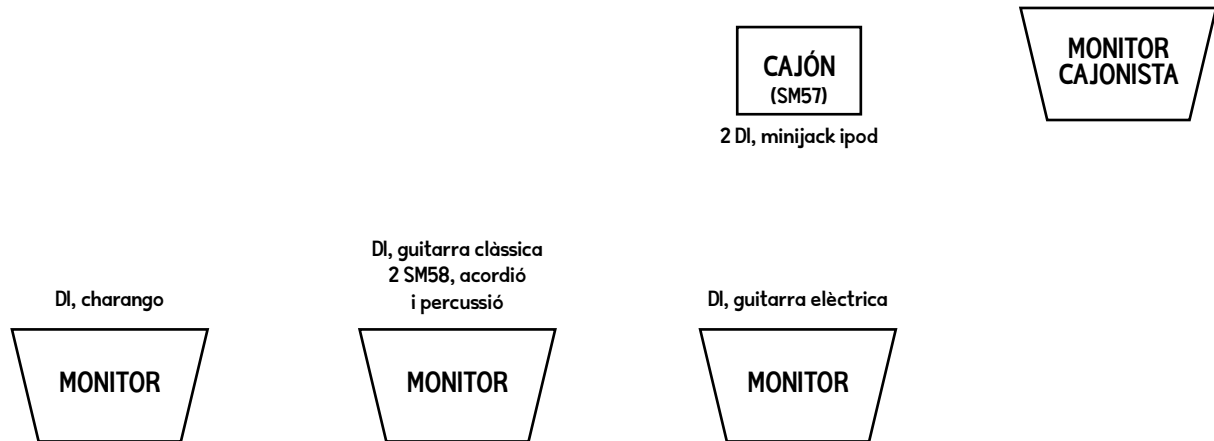 CAJÓN
(SM57)
2 DI, minijack ipod
MONITOR
CAJONISTA
DI, charango
MONITOR
DI, guitarra clàssica
2 SM58, acordió
i percussió
MONITOR
DI, guitarra elèctrica
MONITOR